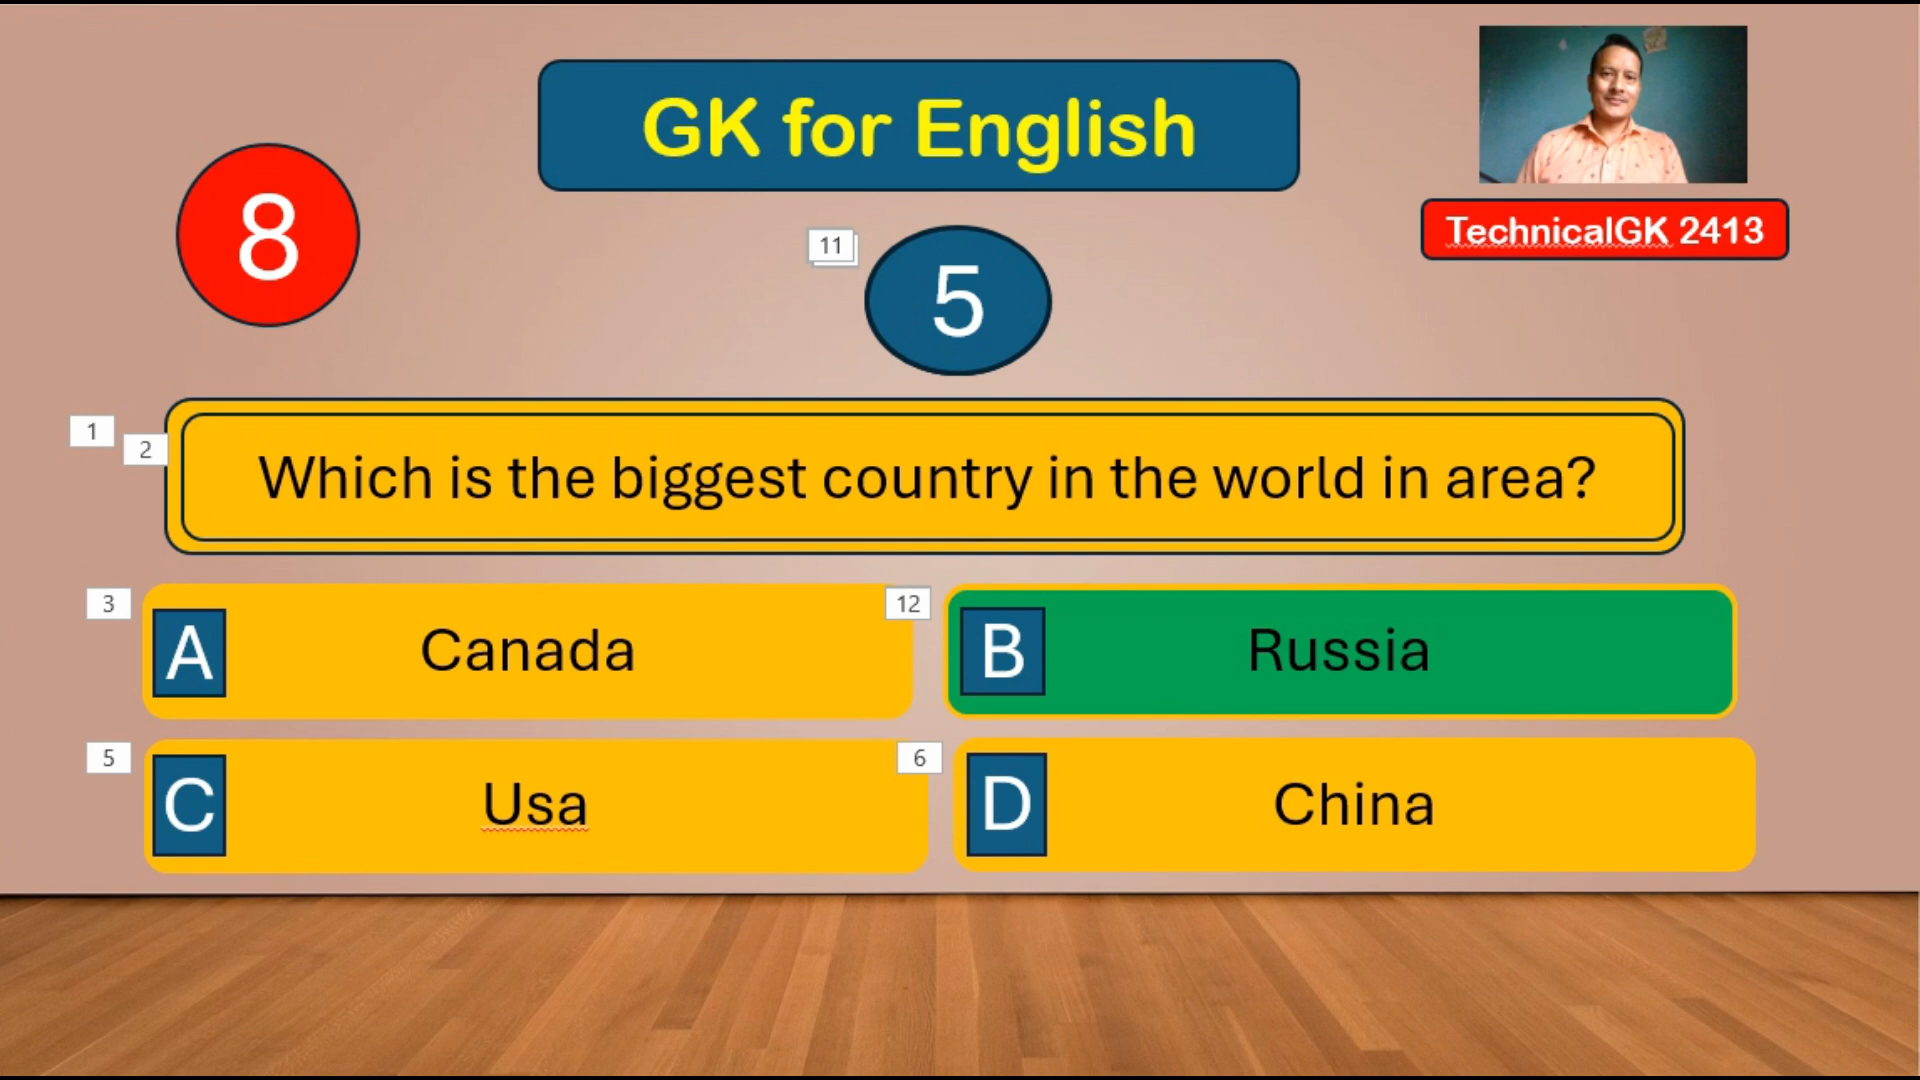 GK for English
8
TechnicalGK 2413
11
5
1
2
Which is the biggest country in the world in area?
3
A
Canada
12
B
Russia
5
C
Usa
6
D
China